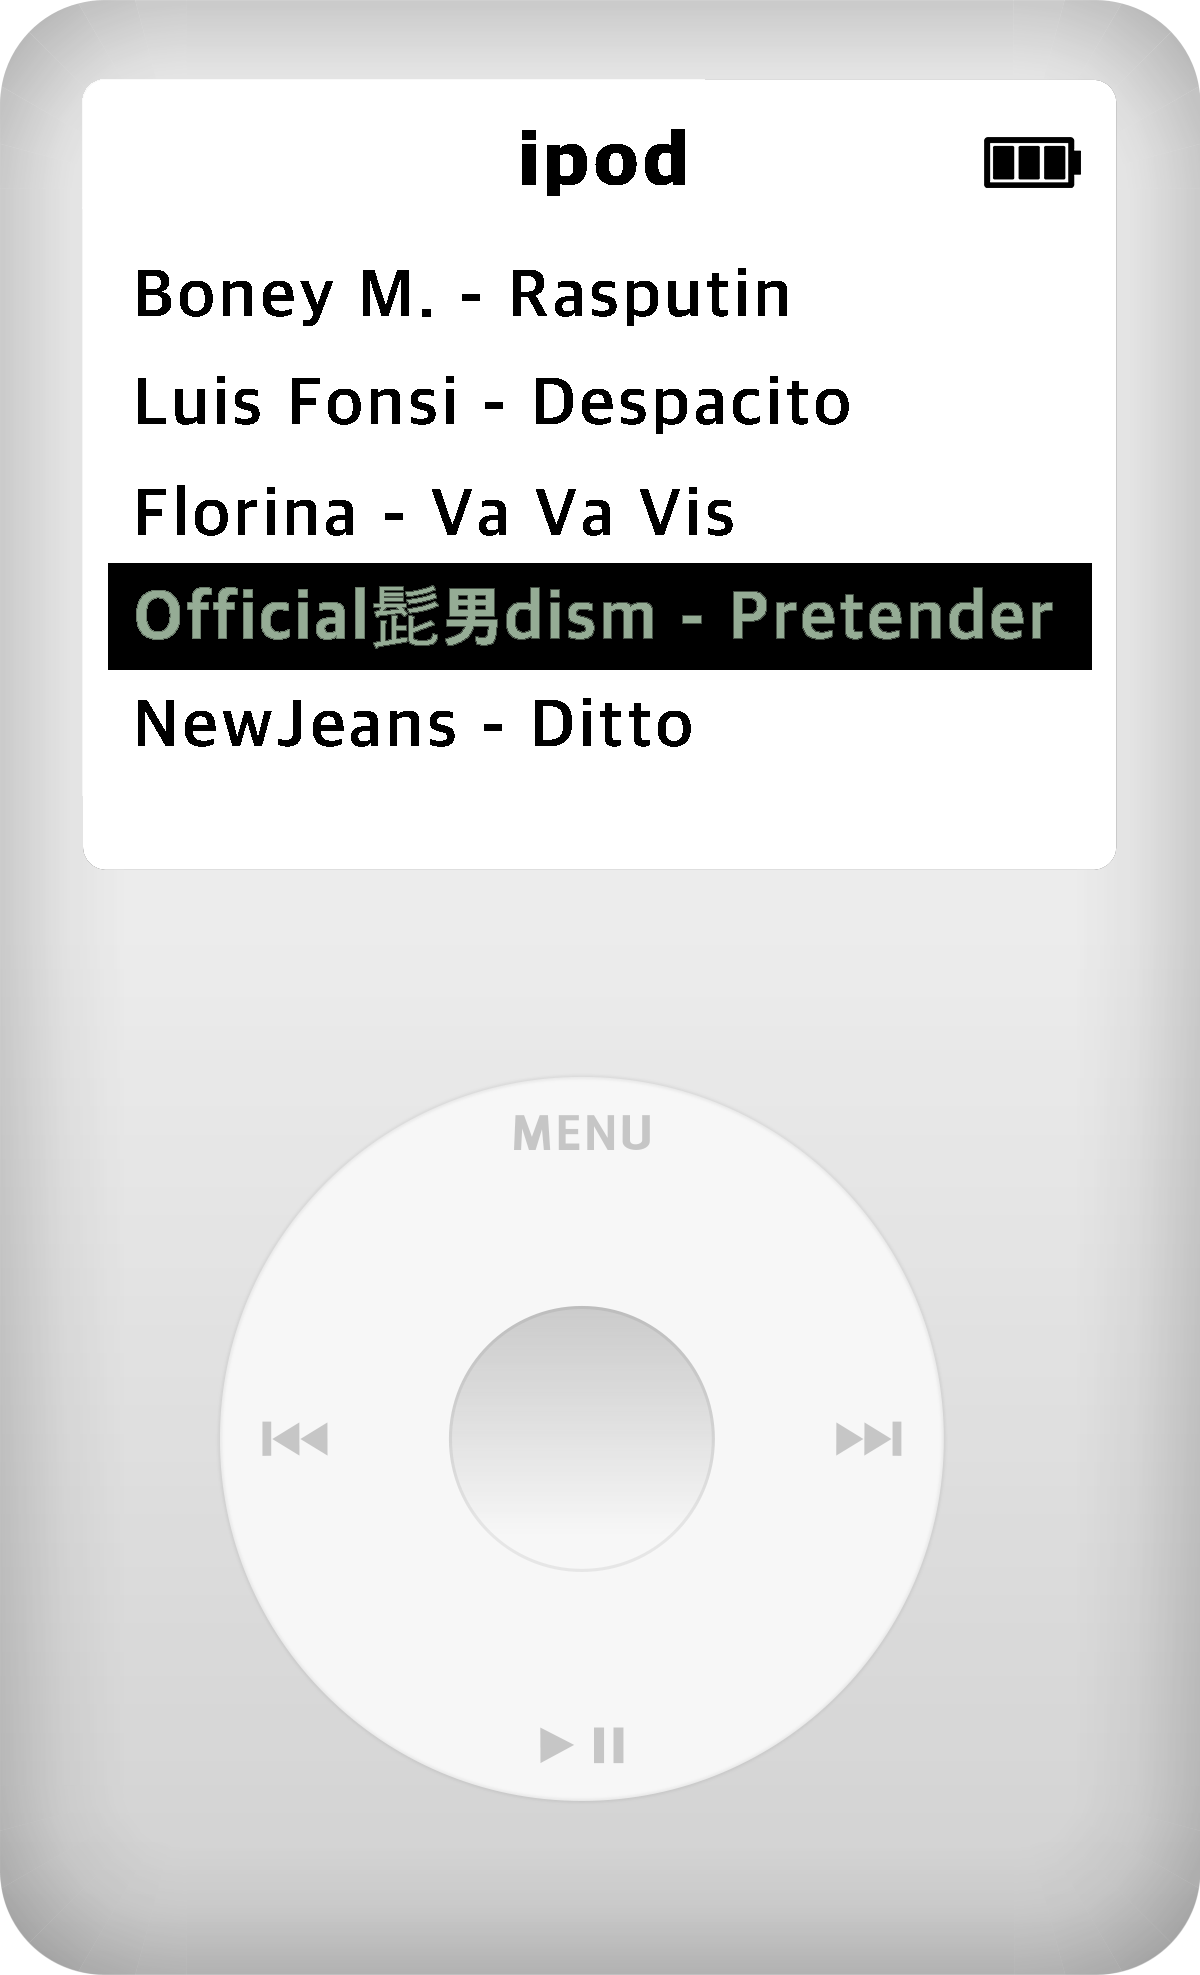 ipod
Boney M. - Rasputin
Luis Fonsi - Despacito
Florina - Va Va Vis
Official髭男dism - Pretender
NewJeans - Ditto
MENU